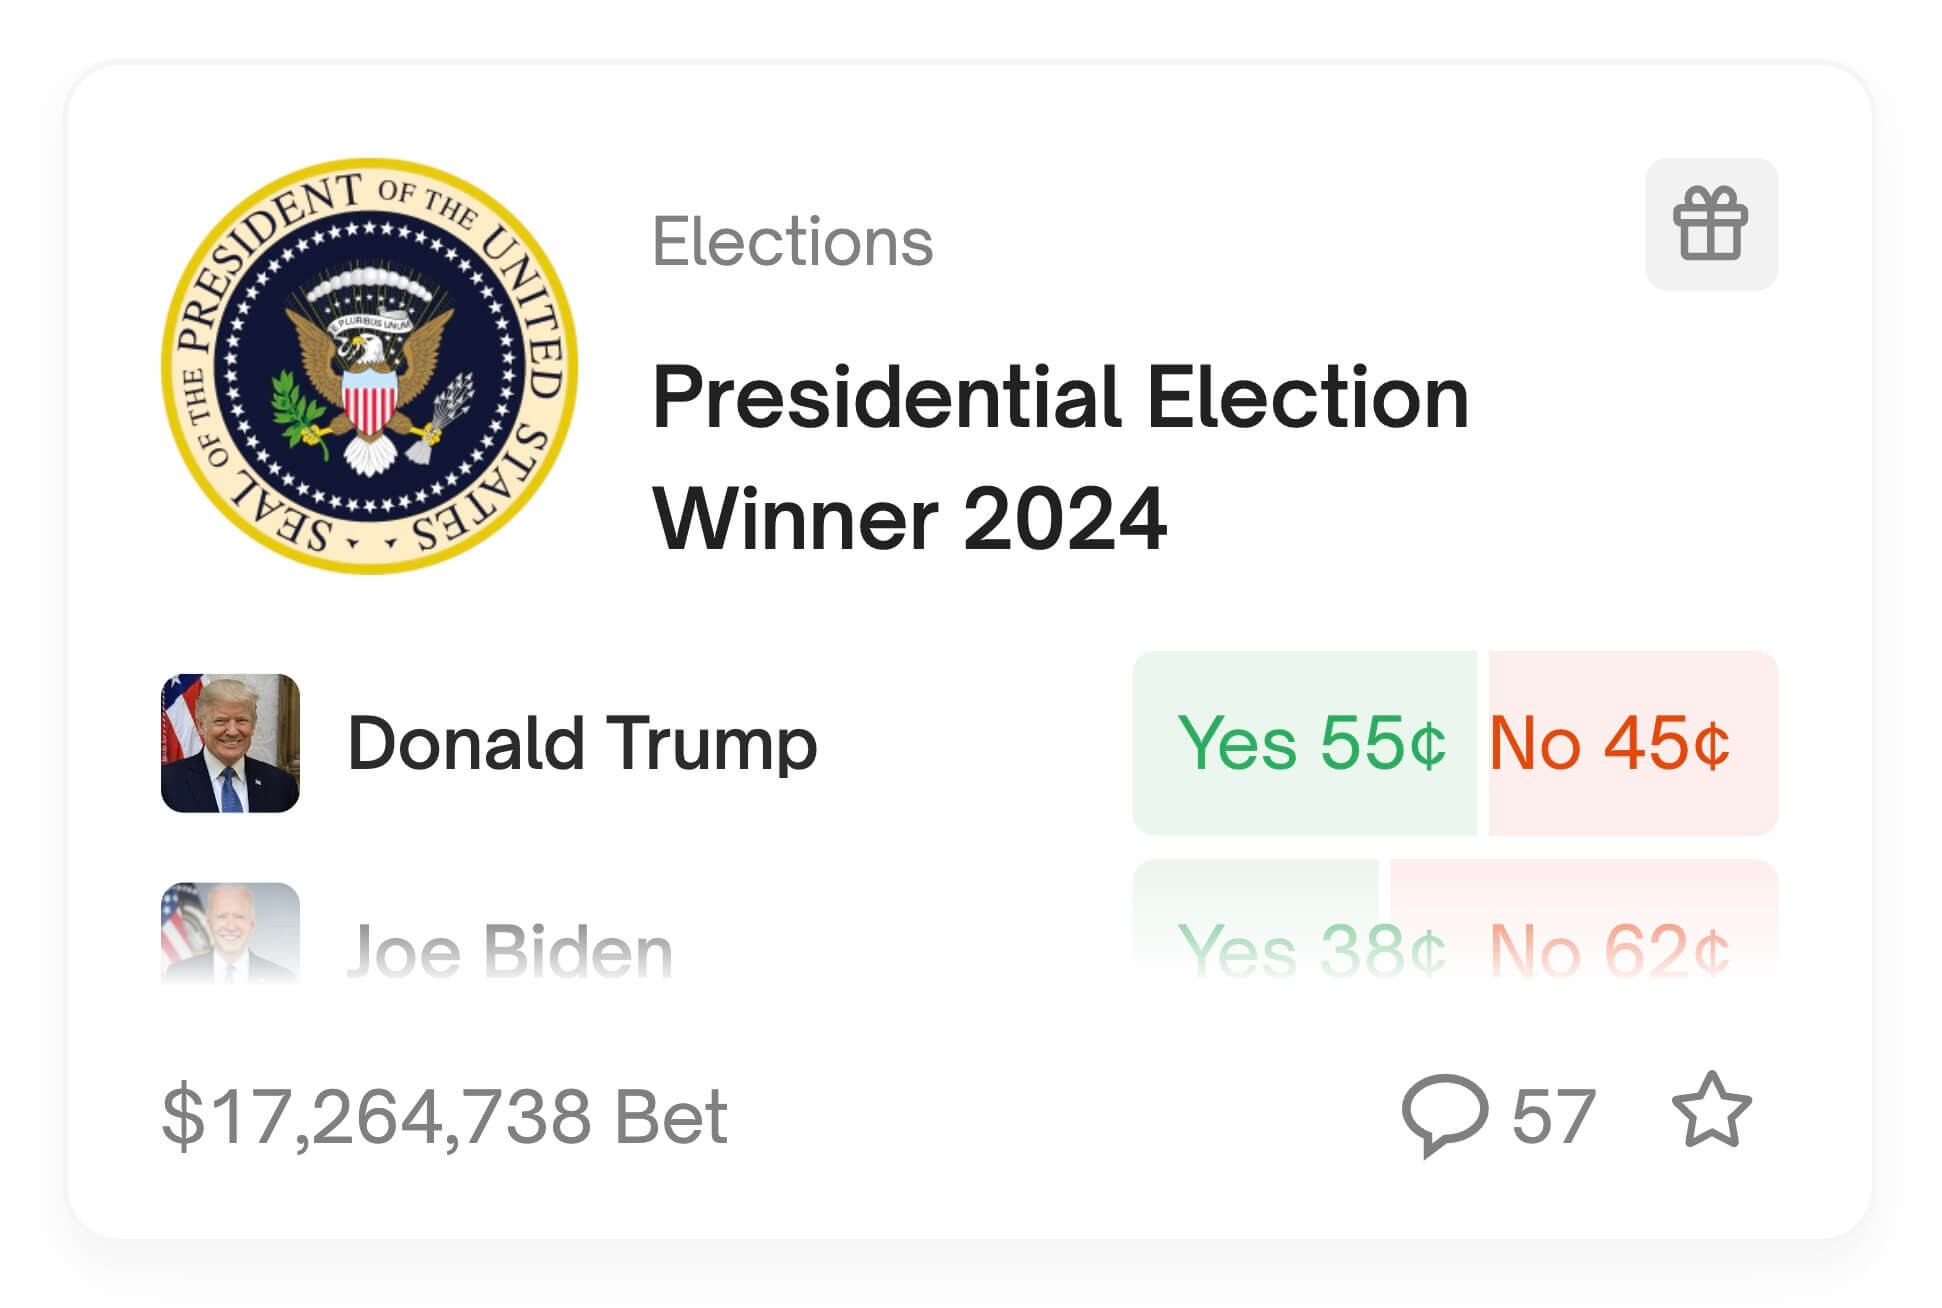 SEAL OF THE PRESIDENT OF THE UNITED STATES
E PLURIBUS UNUM
Elections
Presidential Election
Winner 2024
Donald Trump
Yes 55¢
No 45¢
Joe Biden
Yes 38¢
No 62¢
$17,264,738 Bet
57